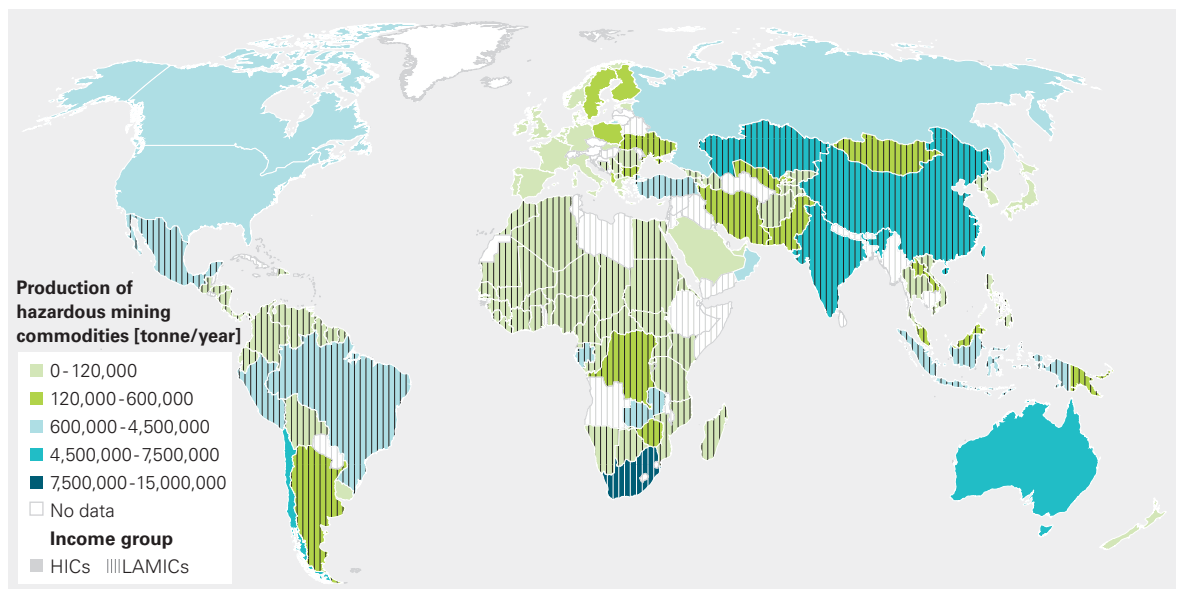 Production of
hazardous mining
commodities [tonne/year]
0-120,000
120,000-600,000
600,000-4,500,000
4,500,000-7,500,000
7,500,000-15,000,000
No data
Income group
HICs LAMICs